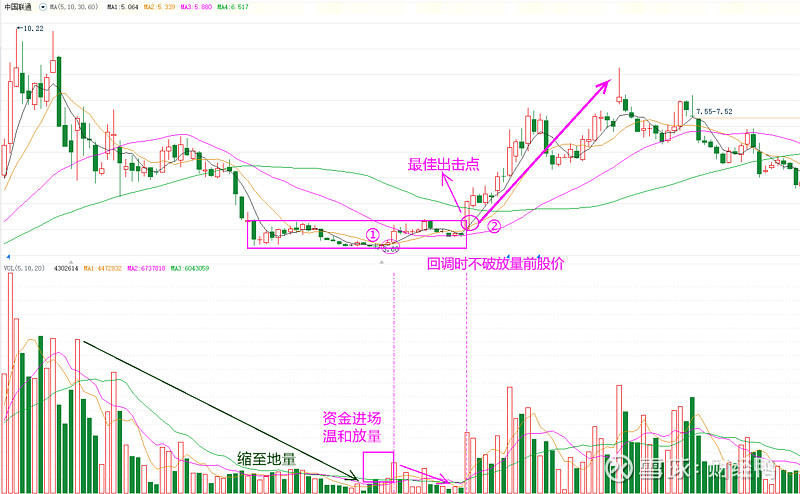 中国联通 MA(5,10,30,60) MA1:5.064 MA2:5.339 MA3:5.880 MA4:6.517
10.22
7.55-7.52
最佳出击点
①
②
回调时不破放量前股价
VOL(5,10,20) 4302614 MA1:4472832 MA2:6737818 MA3:6043059
资金进场
温和放量
缩至地量
雪球: